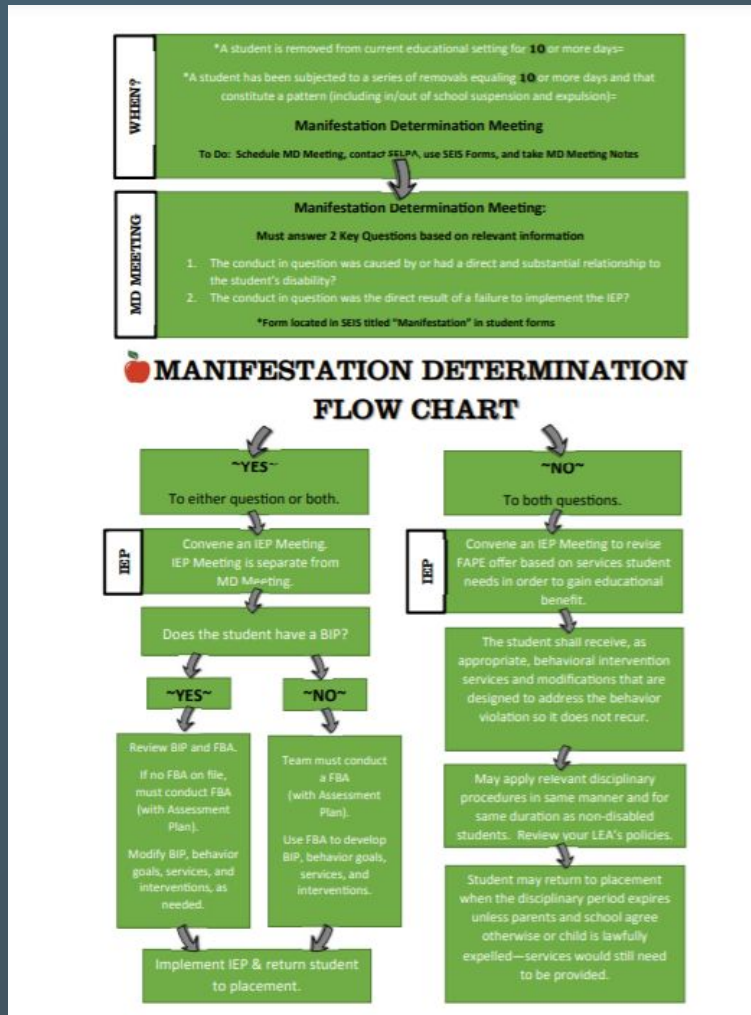 WHEN?
*A student is removed from current educational setting for 10 or more days=
*A student has been subjected to a series of removals equaling 10 or more days and that
constitute a pattern (including in/out of school suspension and expulsion)=
Manifestation Determination Meeting
To Do: Schedule MD Meeting, contact SELPA, use SEIS Forms, and take MD Meeting Notes
MD MEETING
Manifestation Determination Meeting:
Must answer 2 Key Questions based on relevant information
1. The conduct in question was caused by or had a direct and substantial relationship to
the student's disability?
2. The conduct in question was the direct result of a failure to implement the IEP?
*Form located in SEIS titled "Manifestation" in student forms
MANIFESTATION DETERMINATION
FLOW CHART
~YES~
To either question or both.
IEP
Convene an IEP Meeting.
IEP Meeting is separate from
MD Meeting.
Does the student have a BIP?
~YES~
~NO~
Review BIP and FBA.
If no FBA on file,
must conduct FBA
(with Assessment
Plan).
Modify BIP, behavior
goals, services, and
interventions, as
needed.
Team must conduct
a FBA
(with Assessment
Plan).
Use FBA to develop
BIP, behavior goals,
services, and
interventions.
Implement IEP & return student
to placement.
~NO~
To both questions.
IEP
Convene an IEP Meeting to revise
FAPE offer based on services student
needs in order to gain educational
benefit.
The student shall receive, as
appropriate, behavioral intervention
services and modifications that are
designed to address the behavior
violation so it does not recur.
May apply relevant disciplinary
procedures in same manner and for
same duration as non-disabled
students. Review your LEA's policies.
Student may return to placement
when the disciplinary period expires
unless parents and school agree
otherwise or child is lawfully
expelled—services would still need
to be provided.